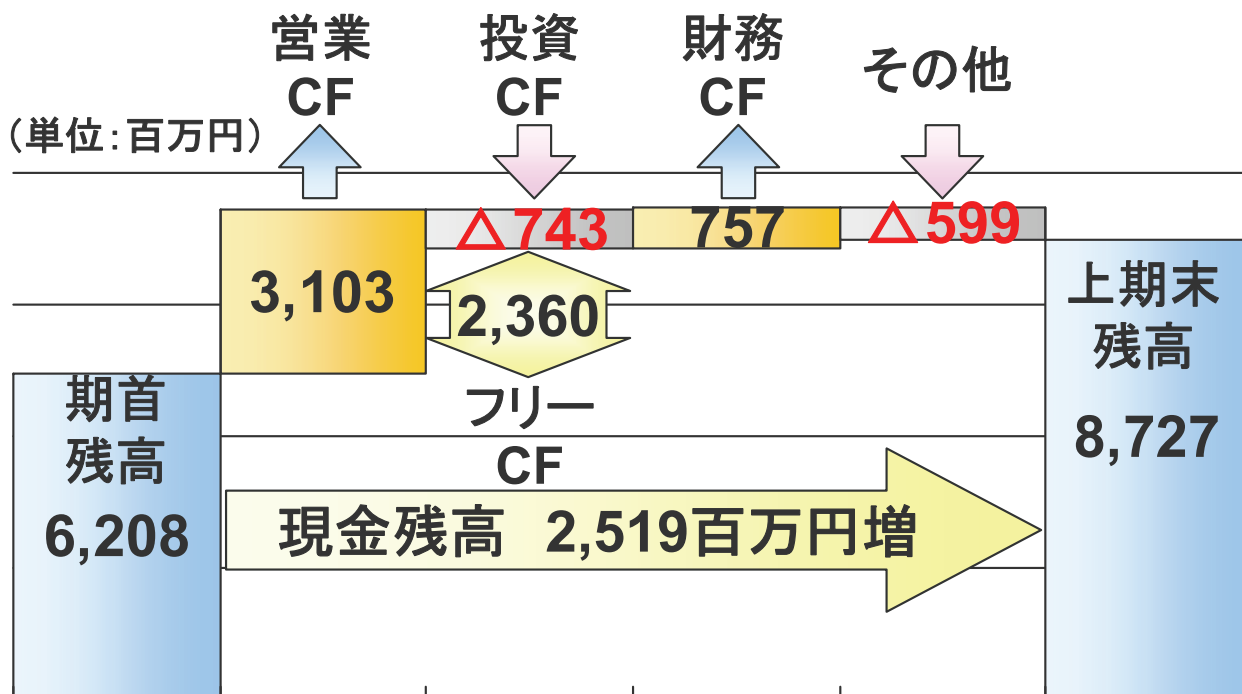 営業
CF
投資
CF
財務
CF
その他
（単位：百万円）
3,103
△743
757
△599
2,360
フリー
CF
期首
残高
6,208
上期末
残高
8,727
現金残高 2,519百万円増